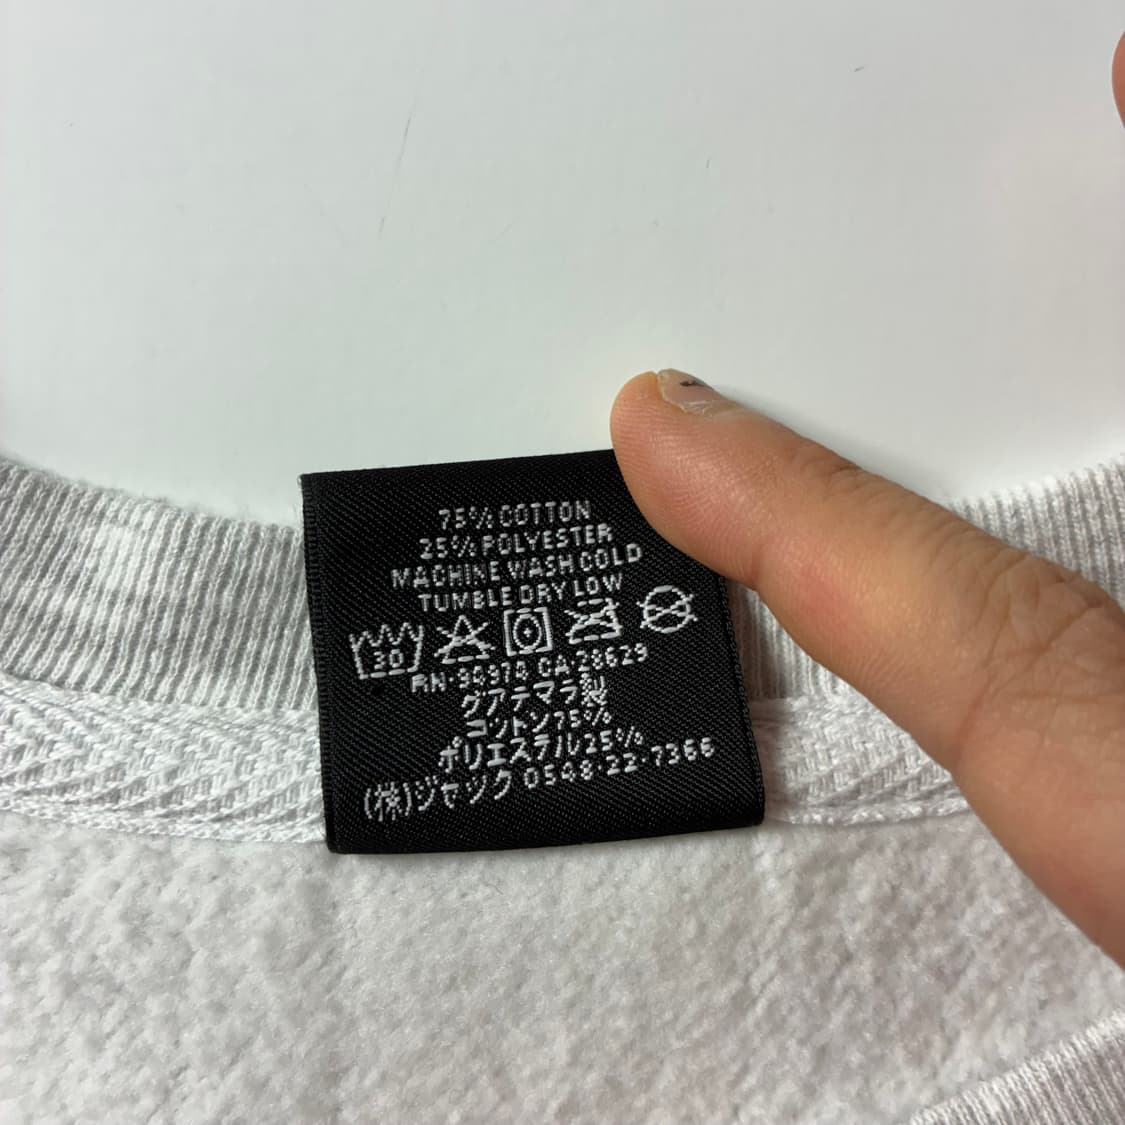 75% COTTON
25% POLYESTER
MACHINE WASH COLD
TUMBLE DRY LOW
30
RN 90974 CA 28629
グアテマラ製
コットン75%
ポリエステル25%
(株)ジャック 0548-22-7366